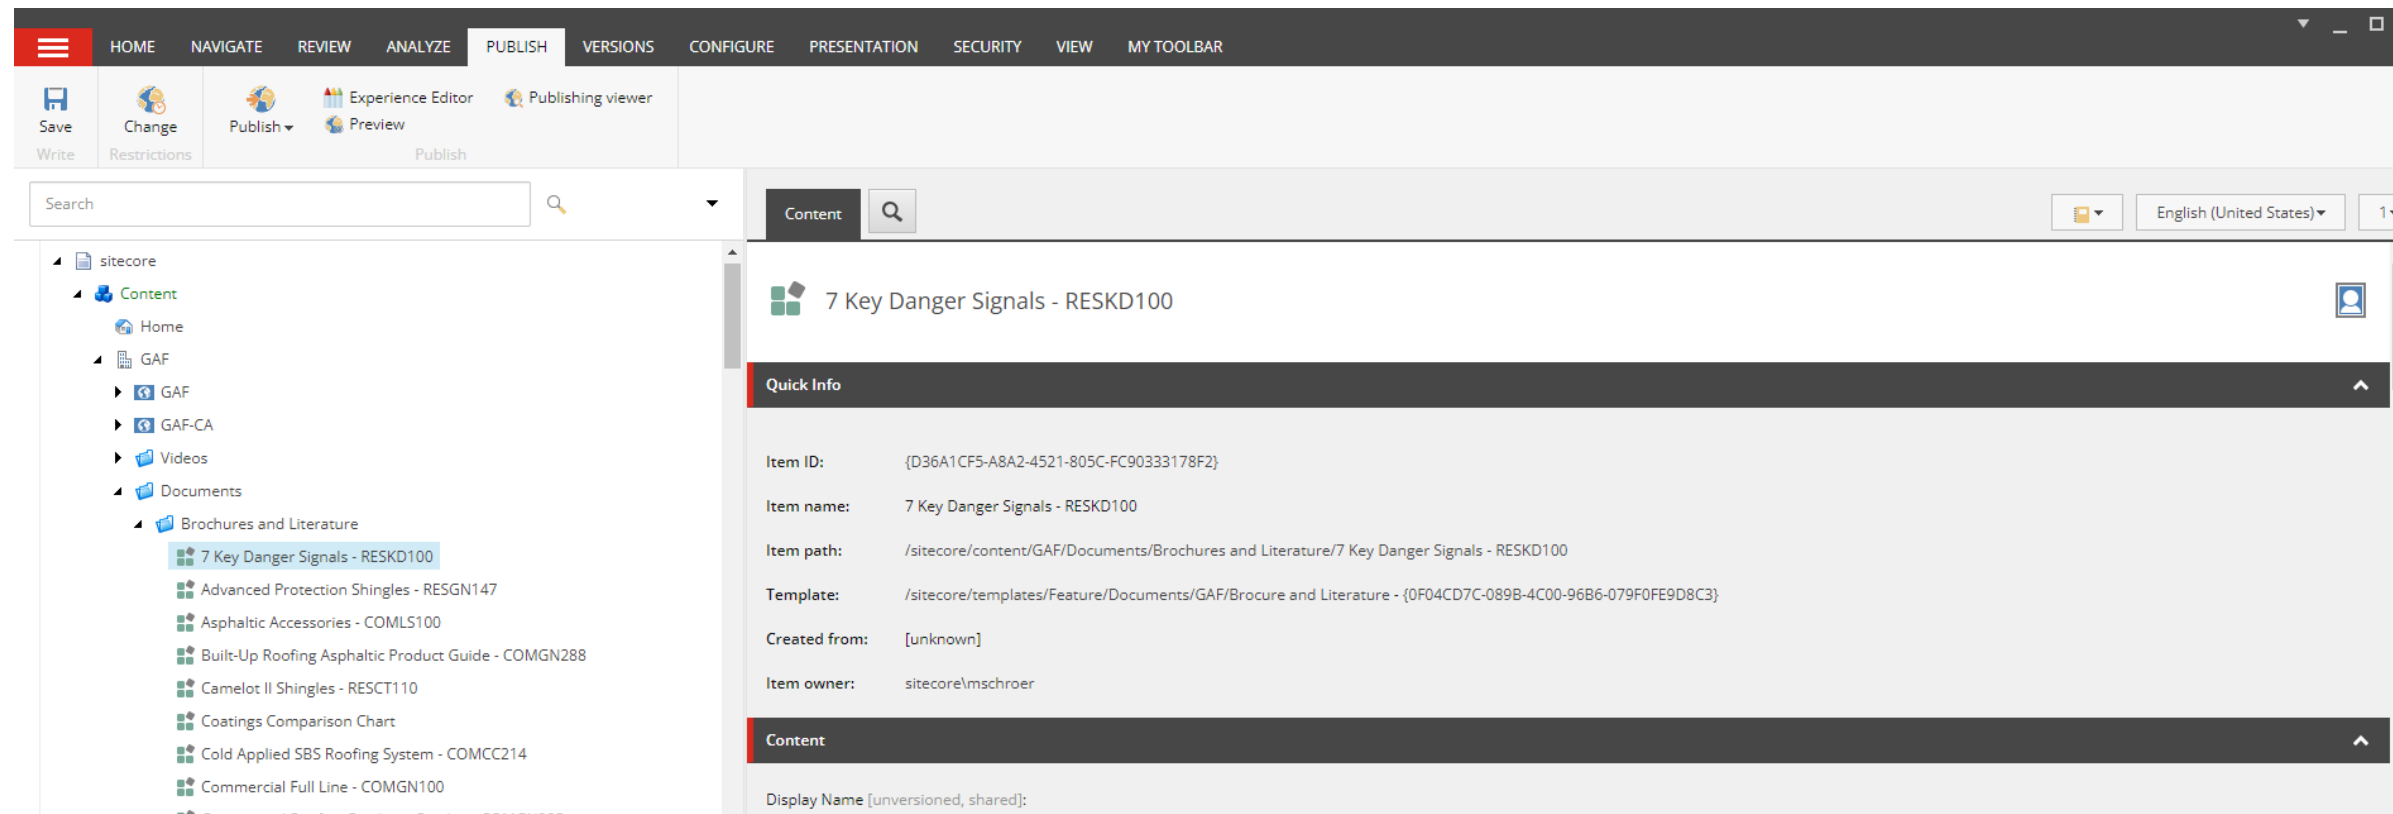 HOME NAVIGATE REVIEW ANALYZE PUBLISH VERSIONS CONFIGURE PRESENTATION SECURITY VIEW MY TOOLBAR
Experience Editor Publishing viewer
Save Change Publish Preview
Write Restrictions Publish
Search
Content English (United States) 1
sitecore
Content
Home
GAF
GAF
GAF-CA
Videos
Documents
Brochures and Literature
7 Key Danger Signals - RESKD100
Advanced Protection Shingles - RESGN147
Asphaltic Accessories - COMLS100
Built-Up Roofing Asphaltic Product Guide - COMGN288
Camelot II Shingles - RESCT110
Coatings Comparison Chart
Cold Applied SBS Roofing System - COMCC214
Commercial Full Line - COMGN100
7 Key Danger Signals - RESKD100
Quick Info
Item ID: {D36A1CF5-A8A2-4521-805C-FC90333178F2}
Item name: 7 Key Danger Signals - RESKD100
Item path: /sitecore/content/GAF/Documents/Brochures and Literature/7 Key Danger Signals - RESKD100
Template: /sitecore/templates/Feature/Documents/GAF/Brocure and Literature - {0F04CD7C-089B-4C00-96B6-079F0FE9D8C3}
Created from: [unknown]
Item owner: sitecore\mschroer
Content
Display Name [unversioned, shared]: